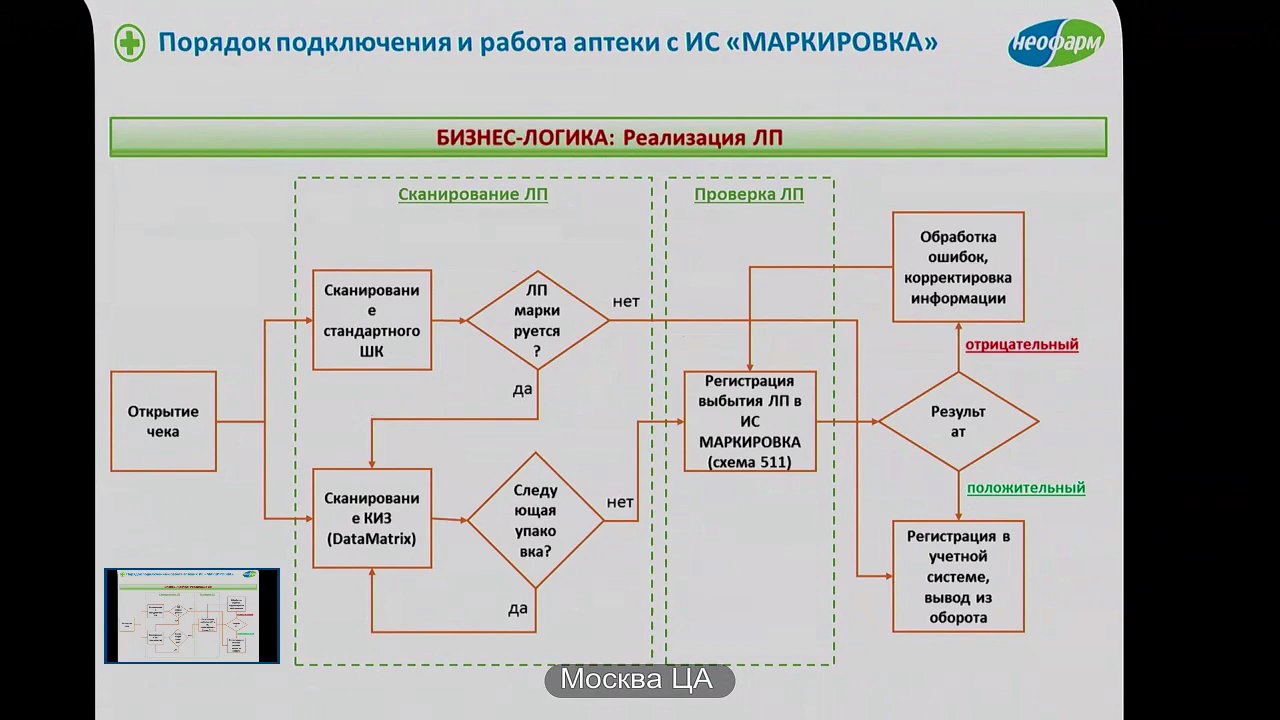 Порядок подключения и работа аптеки с ИС «МАРКИРОВКА»
неофарм
БИЗНЕС-ЛОГИКА: Реализация ЛП
Сканирование ЛП
Проверка ЛП
Открытие
чека
Сканировани
е
стандартного
ШК
ЛП
марки
руется
?
нет
да
Сканировани
е КИЗ
(DataMatrix)
Следу
ющая
упако
вка?
нет
да
Регистрация
выбытия ЛП в
ИС
МАРКИРОВКА
(схема 511)
Обработка
ошибок,
корректировка
информации
отрицательный
Результ
ат
положительный
Регистрация в
учетной
системе,
вывод из
оборота
Москва ЦА